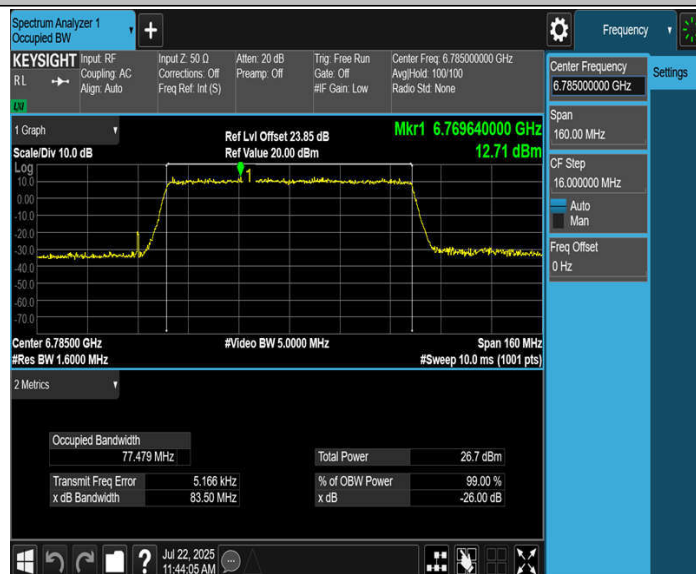 Spectrum Analyzer 1
Occupied BW
+
Frequency
KEYSIGHT
RL
LXI
Input: RF
Coupling: AC
Align: Auto
Input Z: 50 Ω
Corrections: Off
Freq Ref: Int (S)
Atten: 20 dB
Preamp: Off
Trig: Free Run
Gate: Off
#IF Gain: Low
Center Freq: 6.785000000 GHz
Avg|Hold: 100/100
Radio Std: None
Center Frequency
6.785000000 GHz
Settings
Span
160.00 MHz
CF Step
16.000000 MHz
Auto
Man
Freq Offset
0 Hz
1 Graph
Scale/Div 10.0 dB
Ref Lvl Offset 23.85 dB
Ref Value 20.00 dBm
Mkr1 6.769640000 GHz
12.71 dBm
Log
1
10.0
0.00
-10.0
-20.0
-30.0
-40.0
-50.0
-60.0
-70.0
Center 6.78500 GHz
#Video BW 5.0000 MHz
Span 160 MHz
#Res BW 1.6000 MHz
#Sweep 10.0 ms (1001 pts)
2 Metrics
Occupied Bandwidth
77.479 MHz
Total Power 26.7 dBm
Transmit Freq Error 5.166 kHz
% of OBW Power 99.00 %
x dB Bandwidth 83.50 MHz
x dB -26.00 dB
?
Jul 22, 2025
11:44:05 AM